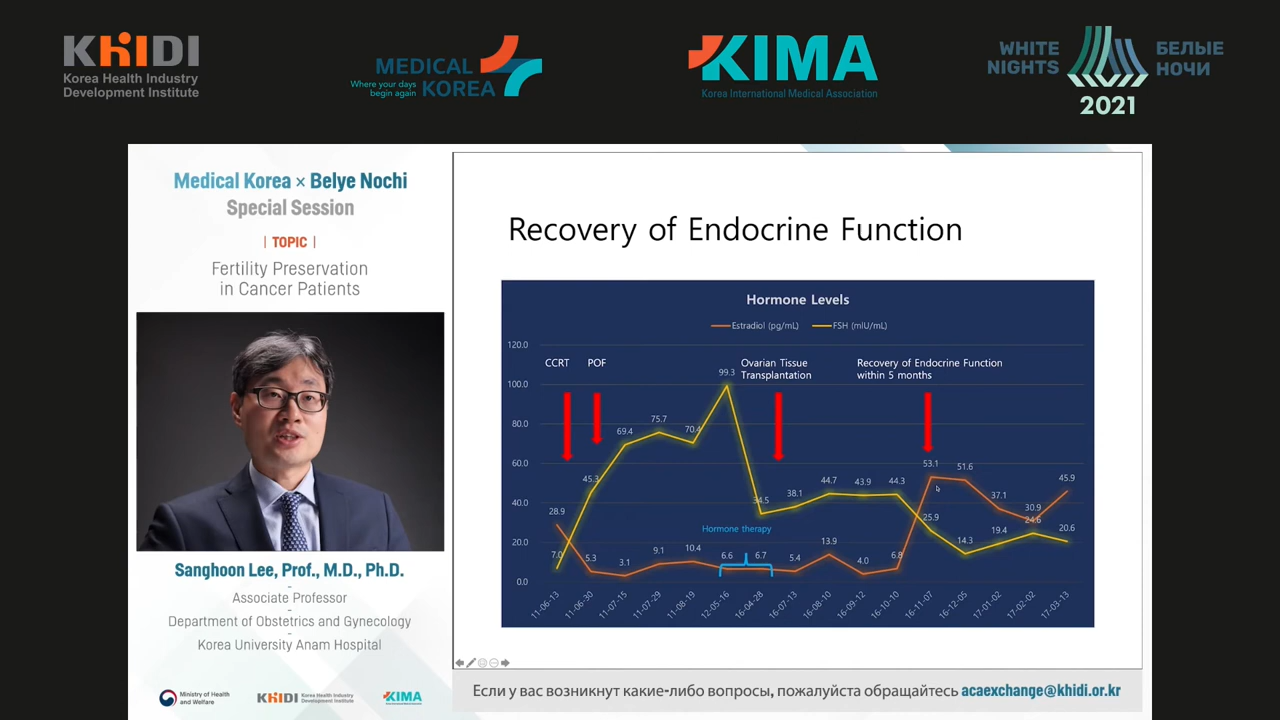 KHIDI
Korea Health Industry
Development Institute
MEDICAL
KOREA
Where your days
begin again
KIMA
Korea International Medical Association
WHITE
NIGHTS
БЕЛЫЕ
НОЧИ
2021
Medical Korea × Belye Nochi
Special Session
| TOPIC |
Fertility Preservation
in Cancer Patients
Sanghoon Lee, Prof., M.D., Ph.D.
Associate Professor
Department of Obstetrics and Gynecology
Korea University Anam Hospital
Ministry of Health
and Welfare
KHIDI
Korea Health Industry
Development Institute
KIMA
Recovery of Endocrine Function
Hormone Levels
Estradiol (pg/mL) FSH (mIU/mL)
120.0
100.0
80.0
60.0
40.0
20.0
0.0
CCRT
POF
Ovarian Tissue
Transplantation
Recovery of Endocrine Function
within 5 months
Hormone therapy
7.0 45.3 69.4 75.7 70.4 99.3 34.5 38.1 44.7 43.9 44.3 25.9 14.3 19.4 24.6 20.6
28.9 5.3 3.1 9.1 10.4 6.6 6.7 5.4 13.9 4.0 6.8 53.1 51.6 37.1 30.9 45.9
11-06-13 11-06-30 11-07-15 11-07-29 11-08-19 12-05-16 16-04-28 16-07-13 16-08-10 16-09-12 16-10-10 16-11-07 16-12-05 17-01-02 17-02-02 17-03-13
Если у вас возникнут какие-либо вопросы, пожалуйста обращайтесь acaexchange@khidi.or.kr